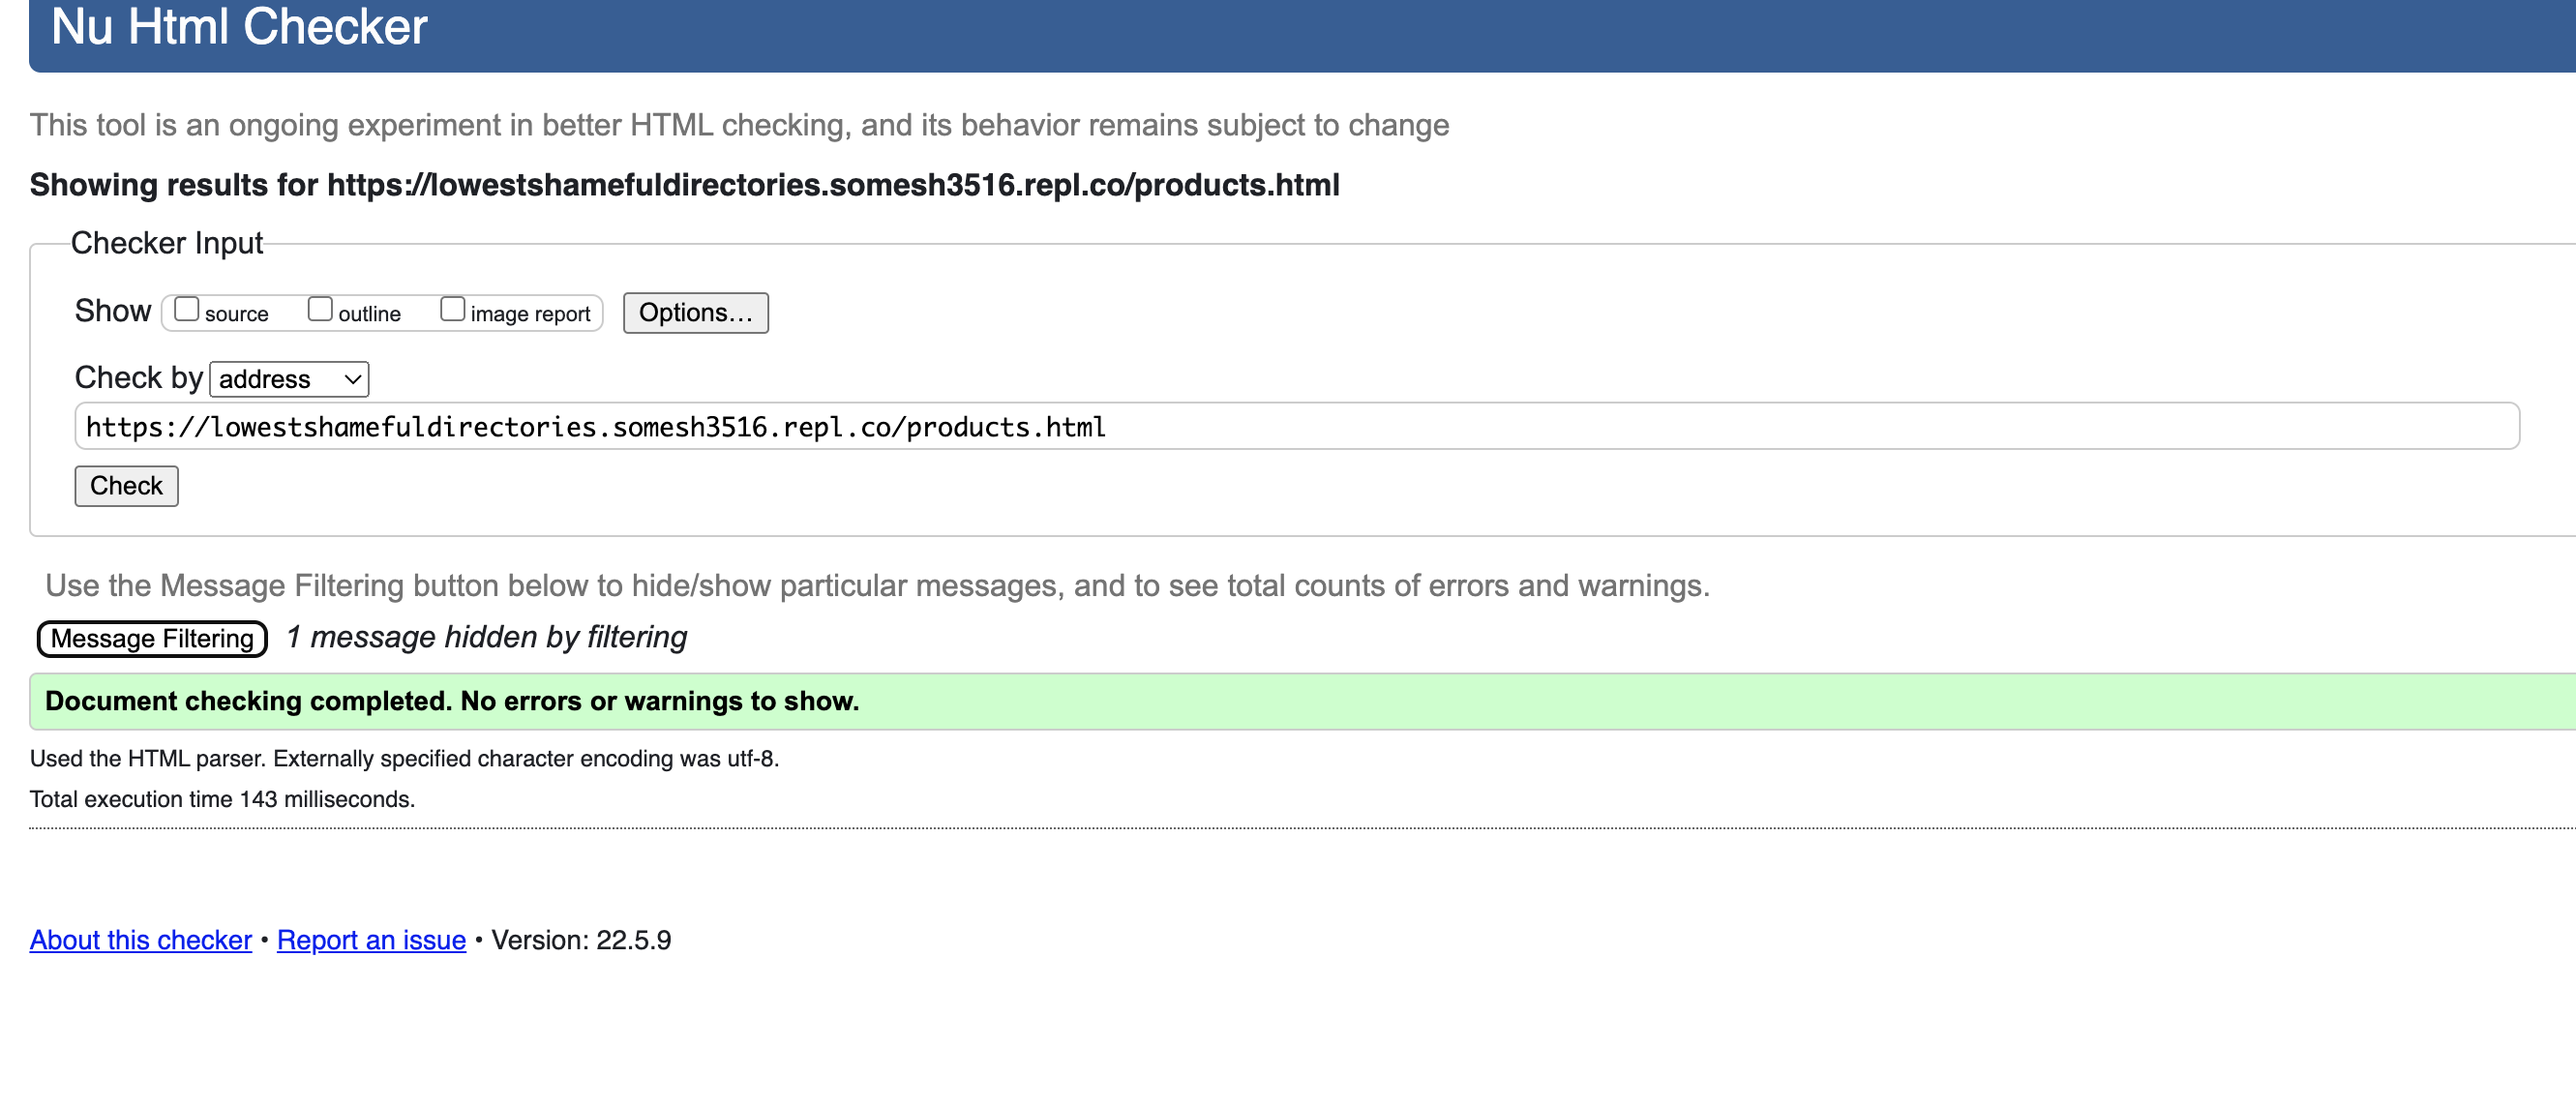 Nu Html Checker
This tool is an ongoing experiment in better HTML checking, and its behavior remains subject to change
Showing results for https://lowestshamefuldirectories.somesh3516.repl.co/products.html
Checker Input
Show source outline image report Options...
Check by address
https://lowestshamefuldirectories.somesh3516.repl.co/products.html
Check
Use the Message Filtering button below to hide/show particular messages, and to see total counts of errors and warnings.
Message Filtering 1 message hidden by filtering
Document checking completed. No errors or warnings to show.
Used the HTML parser. Externally specified character encoding was utf-8.
Total execution time 143 milliseconds.
About this checker • Report an issue • Version: 22.5.9